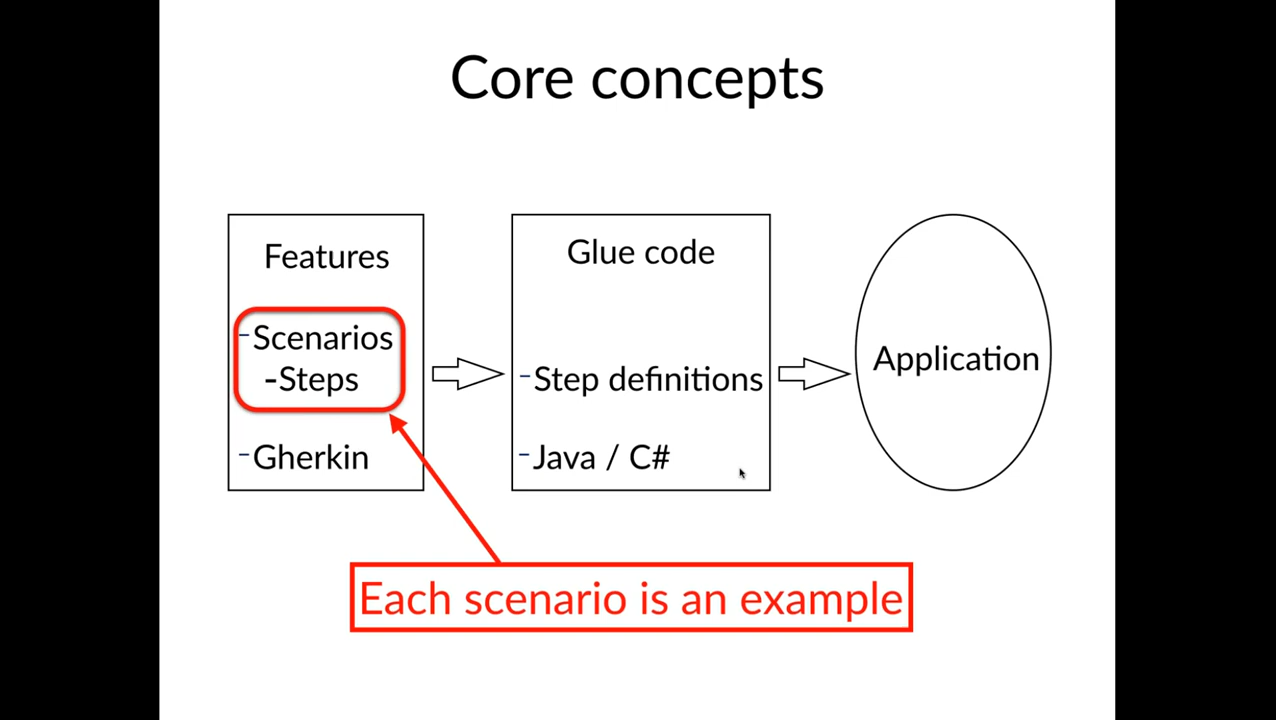 Core concepts
Features
-Scenarios
-Steps
-Gherkin
Glue code
-Step definitions
-Java / C#
Application
Each scenario is an example